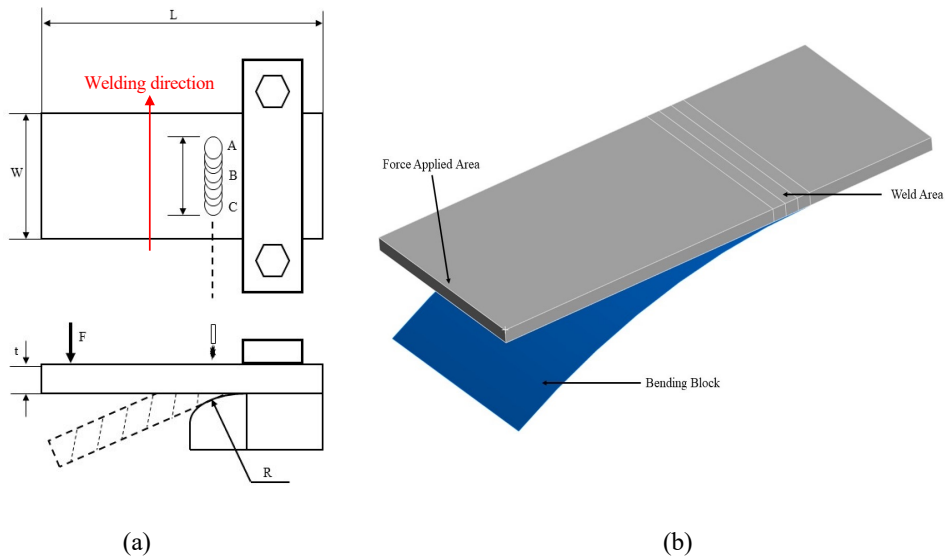 L
Welding direction
W
A
B
C
F
t
R
(a)
Force Applied Area
Weld Area
Bending Block
(b)